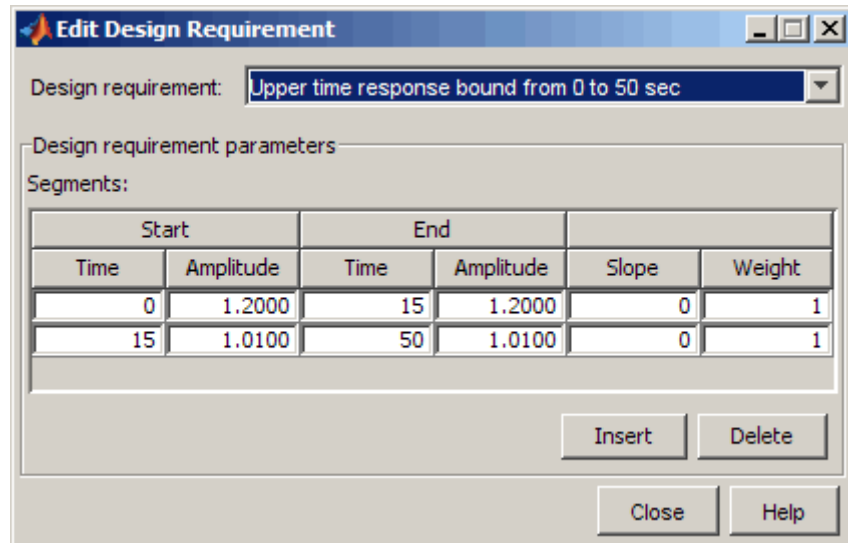 Edit Design Requirement
Design requirement: Upper time response bound from 0 to 50 sec
Design requirement parameters
Segments:
Start End
Time Amplitude Time Amplitude Slope Weight
0 1.2000 15 1.2000 0 1
15 1.0100 50 1.0100 0 1
Insert Delete
Close Help